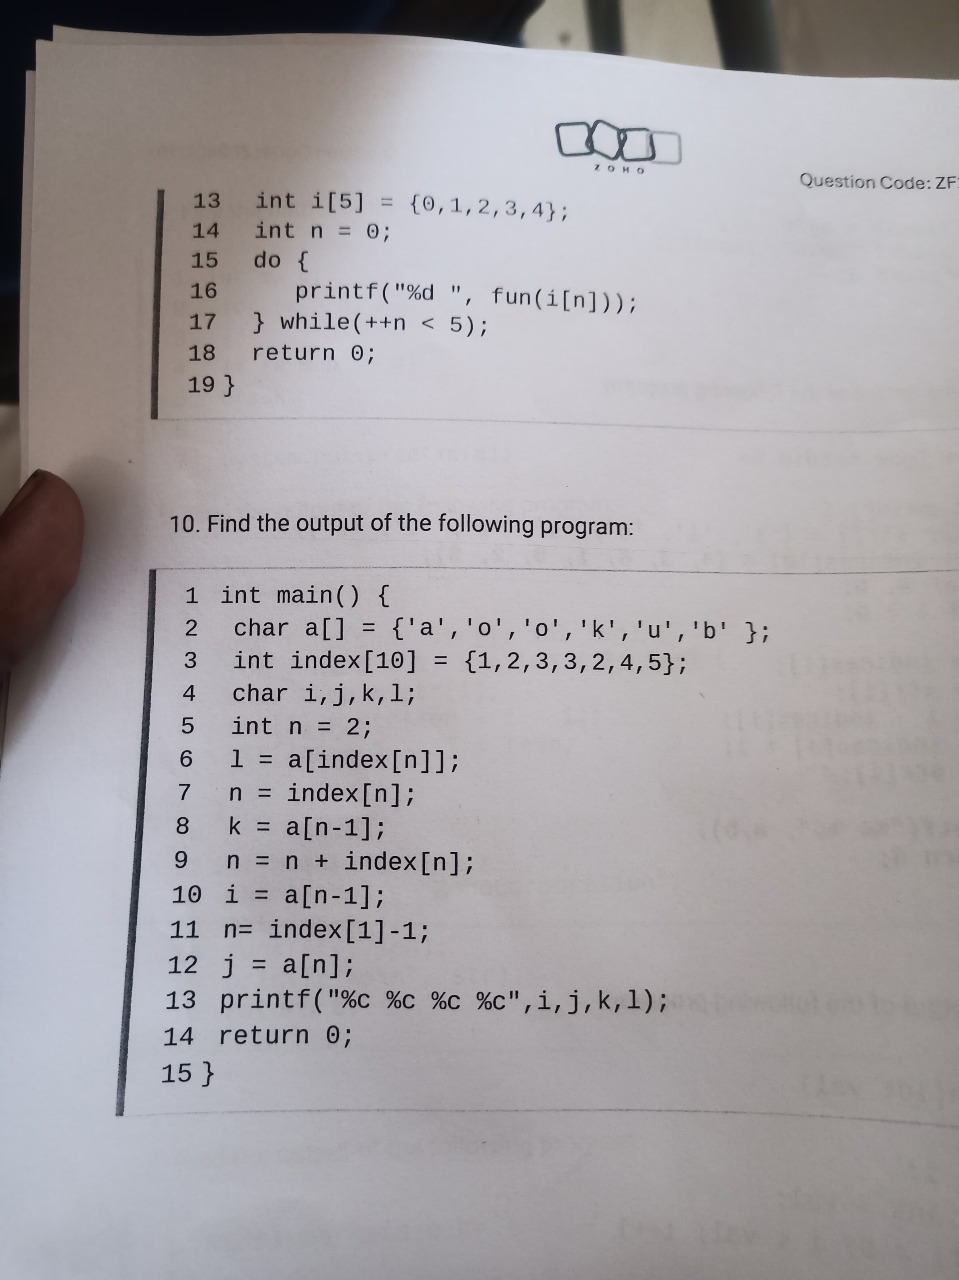 ZOHO
Question Code: ZF
13 int i[5] = {0,1,2,3,4};
14 int n = 0;
15 do {
16 printf("%d ", fun(i[n]));
17 } while(++n < 5);
18 return 0;
19 }
10. Find the output of the following program:
1 int main() {
2 char a[] = {'a','o','o','k','u','b' };
3 int index[10] = {1,2,3,3,2,4,5};
4 char i,j,k,l;
5 int n = 2;
6 l = a[index[n]];
7 n = index[n];
8 k = a[n-1];
9 n = n + index[n];
10 i = a[n-1];
11 n= index[1]-1;
12 j = a[n];
13 printf("%c %c %c %c",i,j,k,l);
14 return 0;
15 }